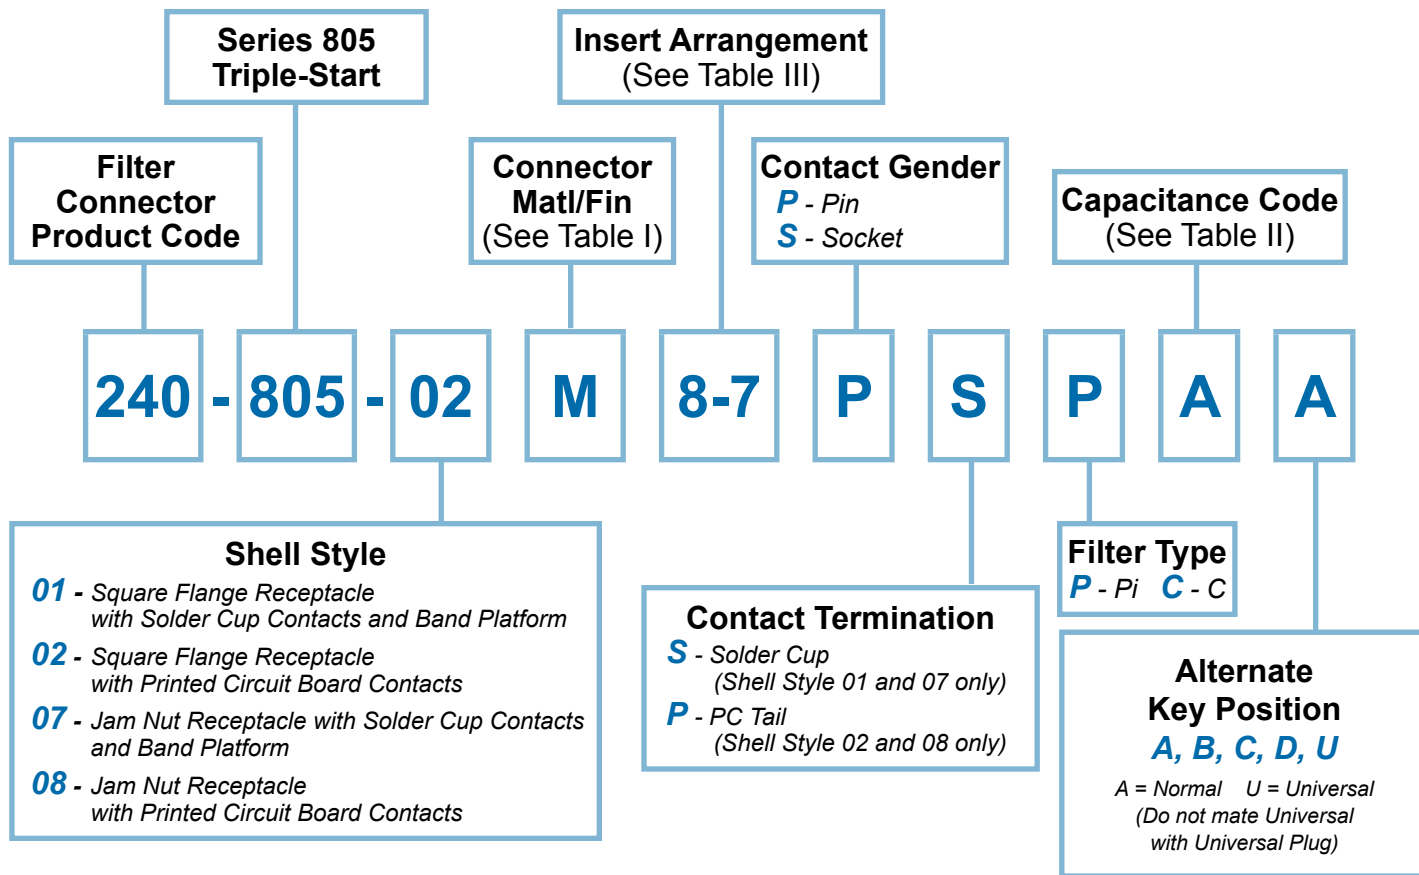 Series 805
Triple-Start
Insert Arrangement
(See Table III)
Filter
Connector
Product Code
Connector
Matl/Fin
(See Table I)
Contact Gender
P - Pin
S - Socket
Capacitance Code
(See Table II)
240 - 805 - 02 M 8-7 P S P A A
Shell Style
01 - Square Flange Receptacle
with Solder Cup Contacts and Band Platform
02 - Square Flange Receptacle
with Printed Circuit Board Contacts
07 - Jam Nut Receptacle with Solder Cup Contacts
and Band Platform
08 - Jam Nut Receptacle
with Printed Circuit Board Contacts
Contact Termination
S - Solder Cup
(Shell Style 01 and 07 only)
P - PC Tail
(Shell Style 02 and 08 only)
Filter Type
P - Pi C - C
Alternate
Key Position
A, B, C, D, U
A = Normal U = Universal
(Do not mate Universal
with Universal Plug)